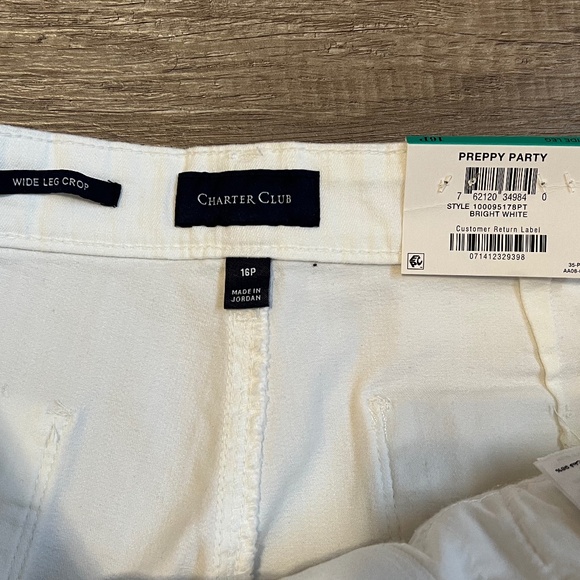 WIDE LEG CROP
CHARTER CLUB
16P
MADE IN
JORDAN
PREPPY PARTY
7 62120 34984 0
STYLE 100095178PT
BRIGHT WHITE
Customer Return Label
071412329398